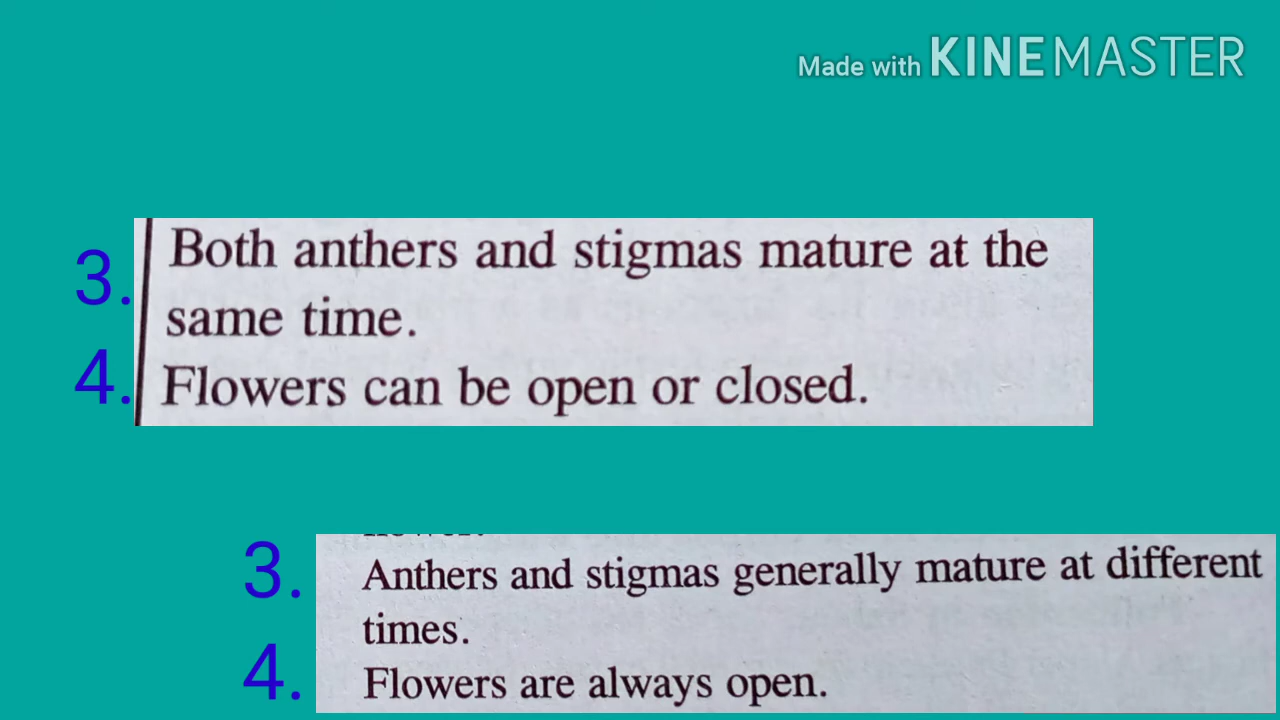 Made with KINEMASTER
3. Both anthers and stigmas mature at the
same time.
4. Flowers can be open or closed.
3. Anthers and stigmas generally mature at different
times.
4. Flowers are always open.